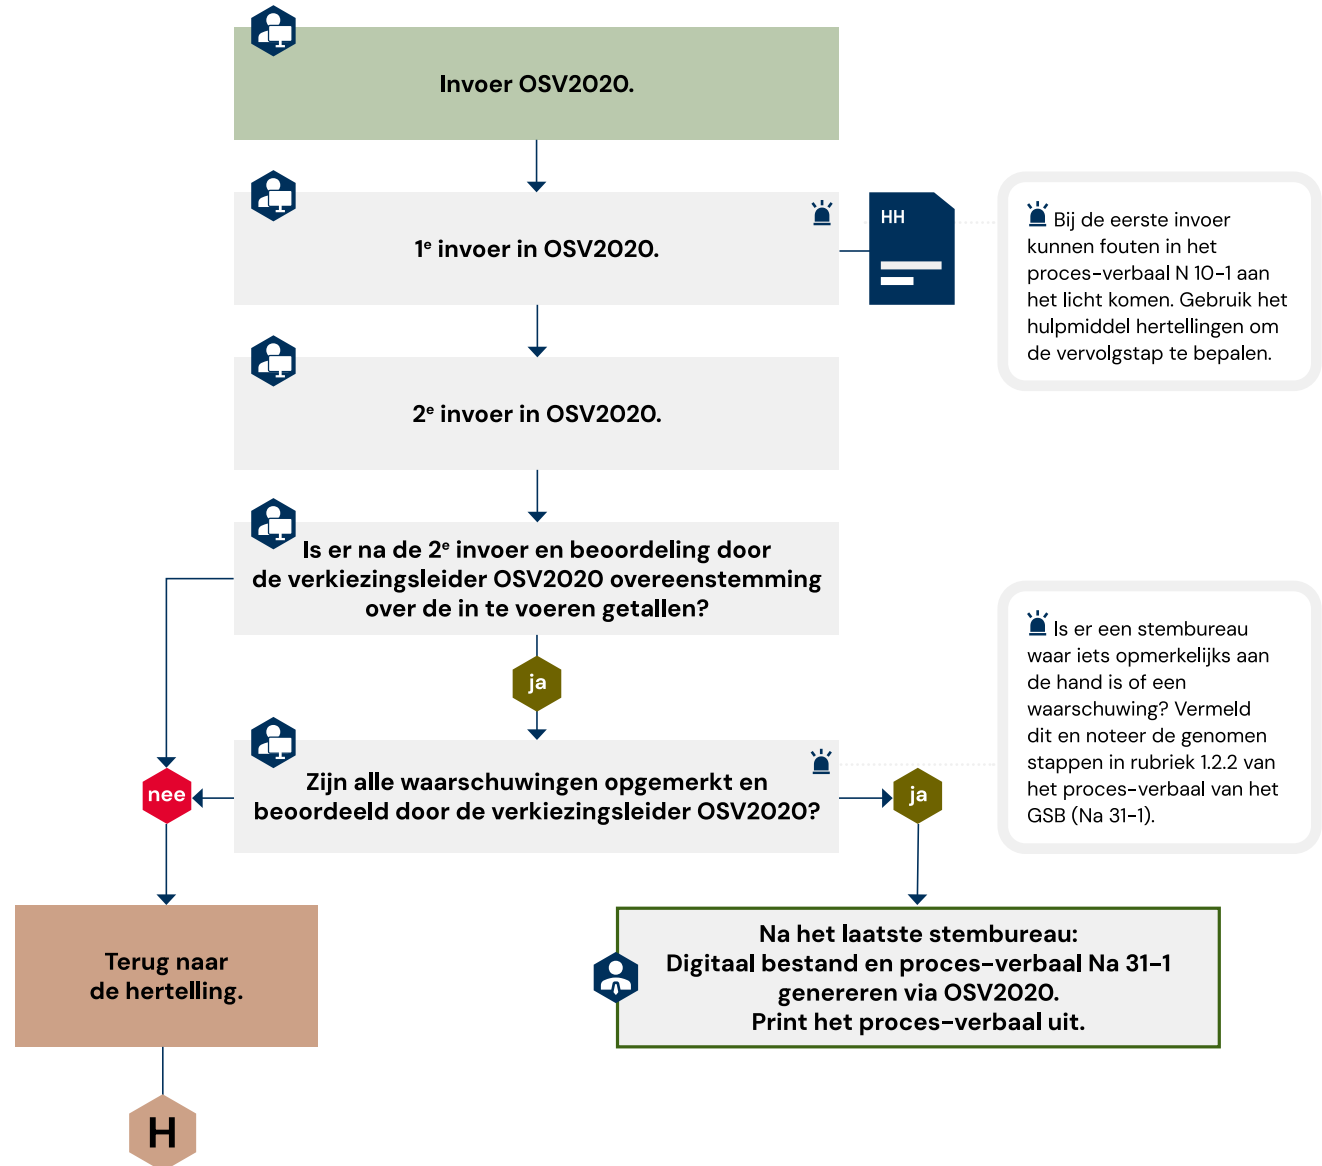 Invoer OSV2020.
1e invoer in OSV2020.
HH
Bij de eerste invoer
kunnen fouten in het
proces-verbaal N 10-1 aan
het licht komen. Gebruik het
hulpmiddel hertellingen om
de vervolgstap te bepalen.
2e invoer in OSV2020.
Is er na de 2e invoer en beoordeling door
de verkiezingsleider OSV2020 overeenstemming
over de in te voeren getallen?
ja
Zijn alle waarschuwingen opgemerkt en
beoordeeld door de verkiezingsleider OSV2020?
nee
ja
Is er een stembureau
waar iets opmerkelijks aan
de hand is of een
waarschuwing? Vermeld
dit en noteer de genomen
stappen in rubriek 1.2.2 van
het proces-verbaal van het
GSB (Na 31-1).
Terug naar
de hertelling.
H
Na het laatste stembureau:
Digitaal bestand en proces-verbaal Na 31-1
genereren via OSV2020.
Print het proces-verbaal uit.